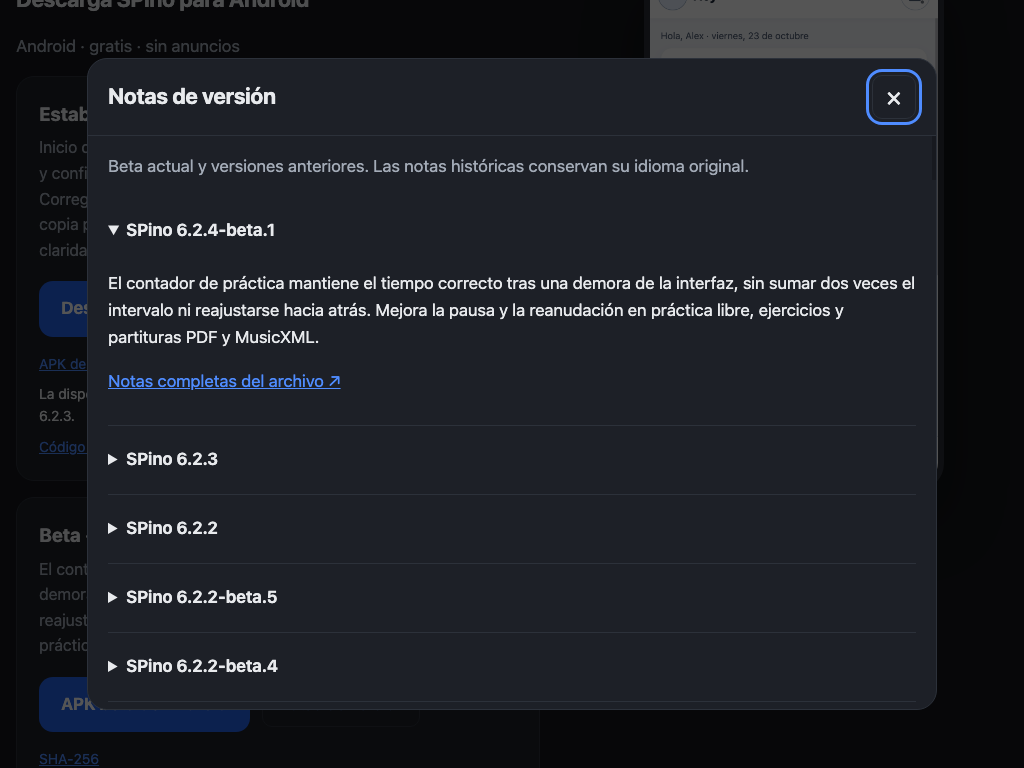 Descarga SPino para Android
Android · gratis · sin anuncios
Hola, Alex · viernes, 23 de octubre
Notas de versión
×
Beta actual y versiones anteriores. Las notas históricas conservan su idioma original.
▼ SPino 6.2.4-beta.1
El contador de práctica mantiene el tiempo correcto tras una demora de la interfaz, sin sumar dos veces el
intervalo ni reajustarse hacia atrás. Mejora la pausa y la reanudación en práctica libre, ejercicios y
partituras PDF y MusicXML.
Notas completas del archivo ↗
▶ SPino 6.2.3
▶ SPino 6.2.2
▶ SPino 6.2.2-beta.5
▶ SPino 6.2.2-beta.4
Inicio
y confi
Correg
copia
clarida
APK de
La disp
6.2.3.
Código
Beta
El cont
demor
reajust
práctic
APK
SHA-256